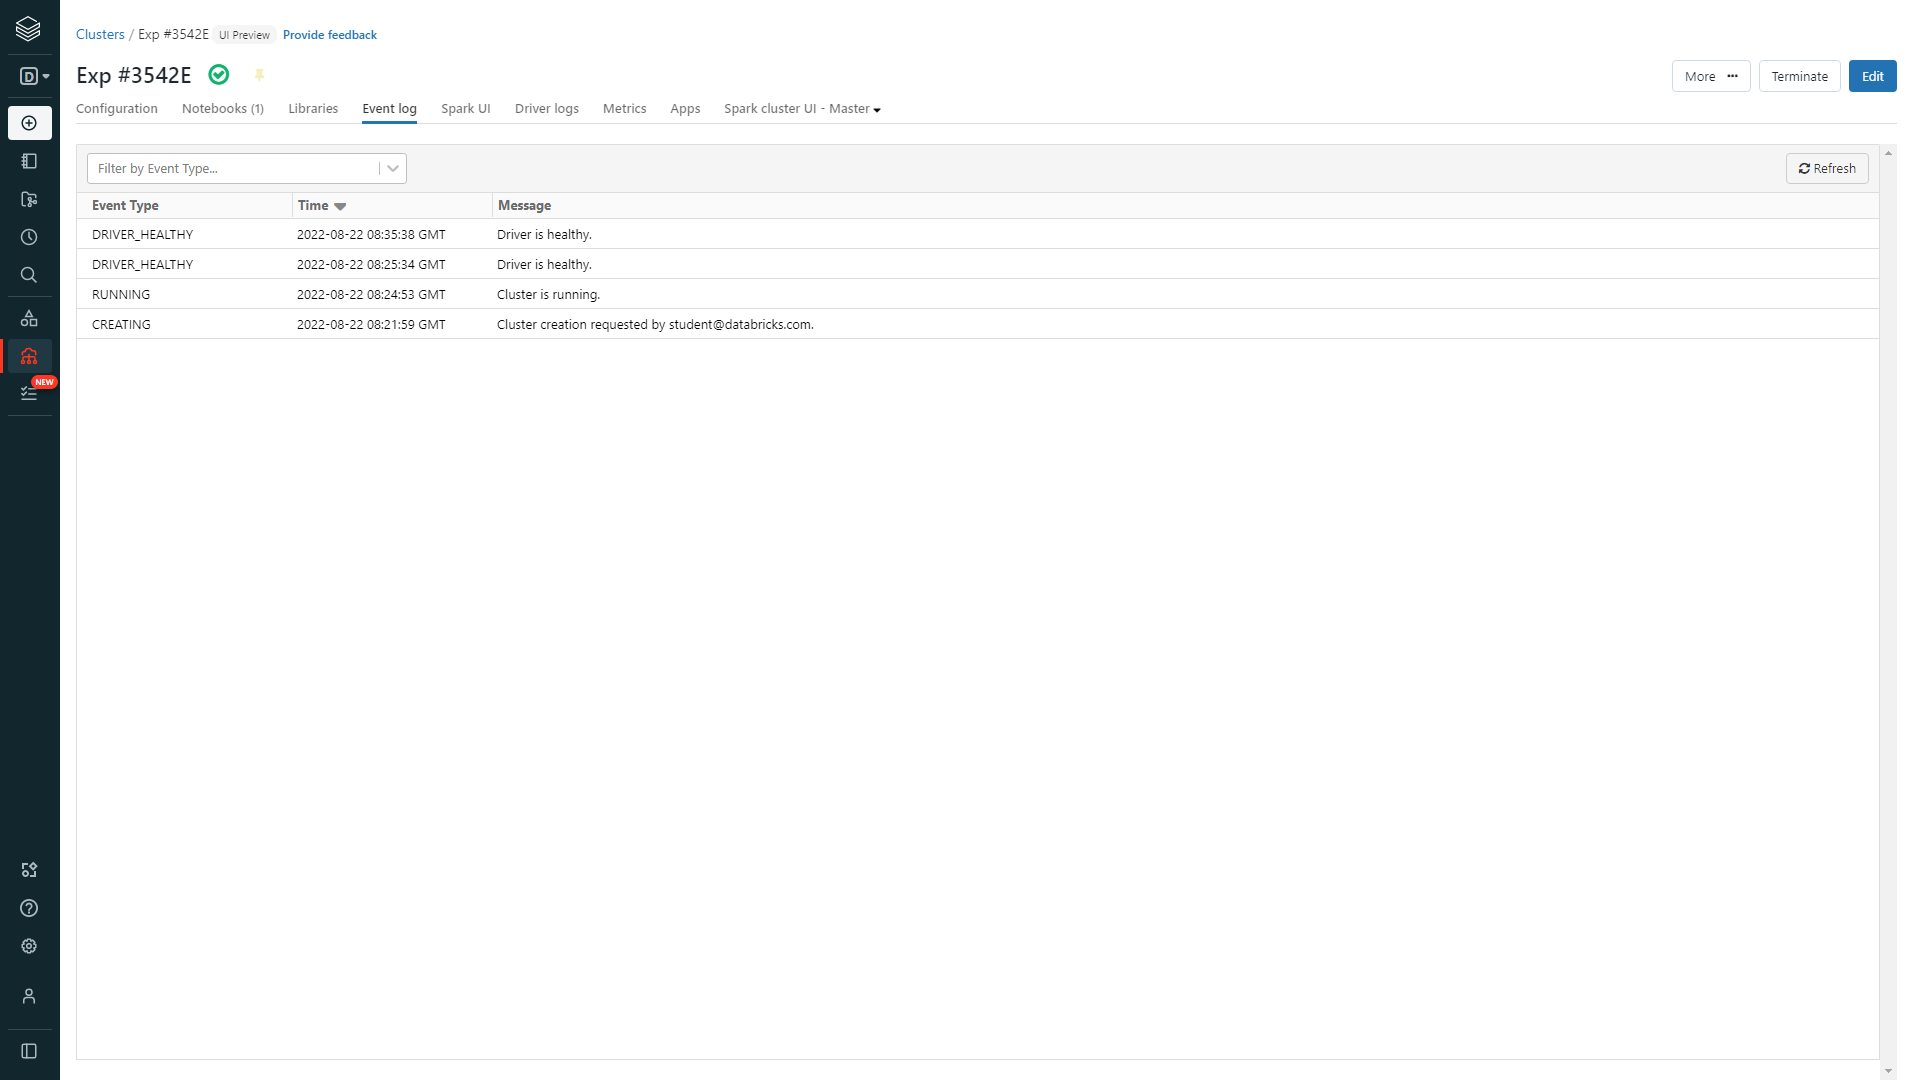 Clusters / Exp #3542E UI Preview Provide feedback
Exp #3542E
More ••• Terminate Edit
Configuration Notebooks (1) Libraries Event log Spark UI Driver logs Metrics Apps Spark cluster UI - Master
Filter by Event Type... Refresh
Event Type Time Message
DRIVER_HEALTHY 2022-08-22 08:35:38 GMT Driver is healthy.
DRIVER_HEALTHY 2022-08-22 08:25:34 GMT Driver is healthy.
RUNNING 2022-08-22 08:24:53 GMT Cluster is running.
CREATING 2022-08-22 08:21:59 GMT Cluster creation requested by student@databricks.com.
D
NEW